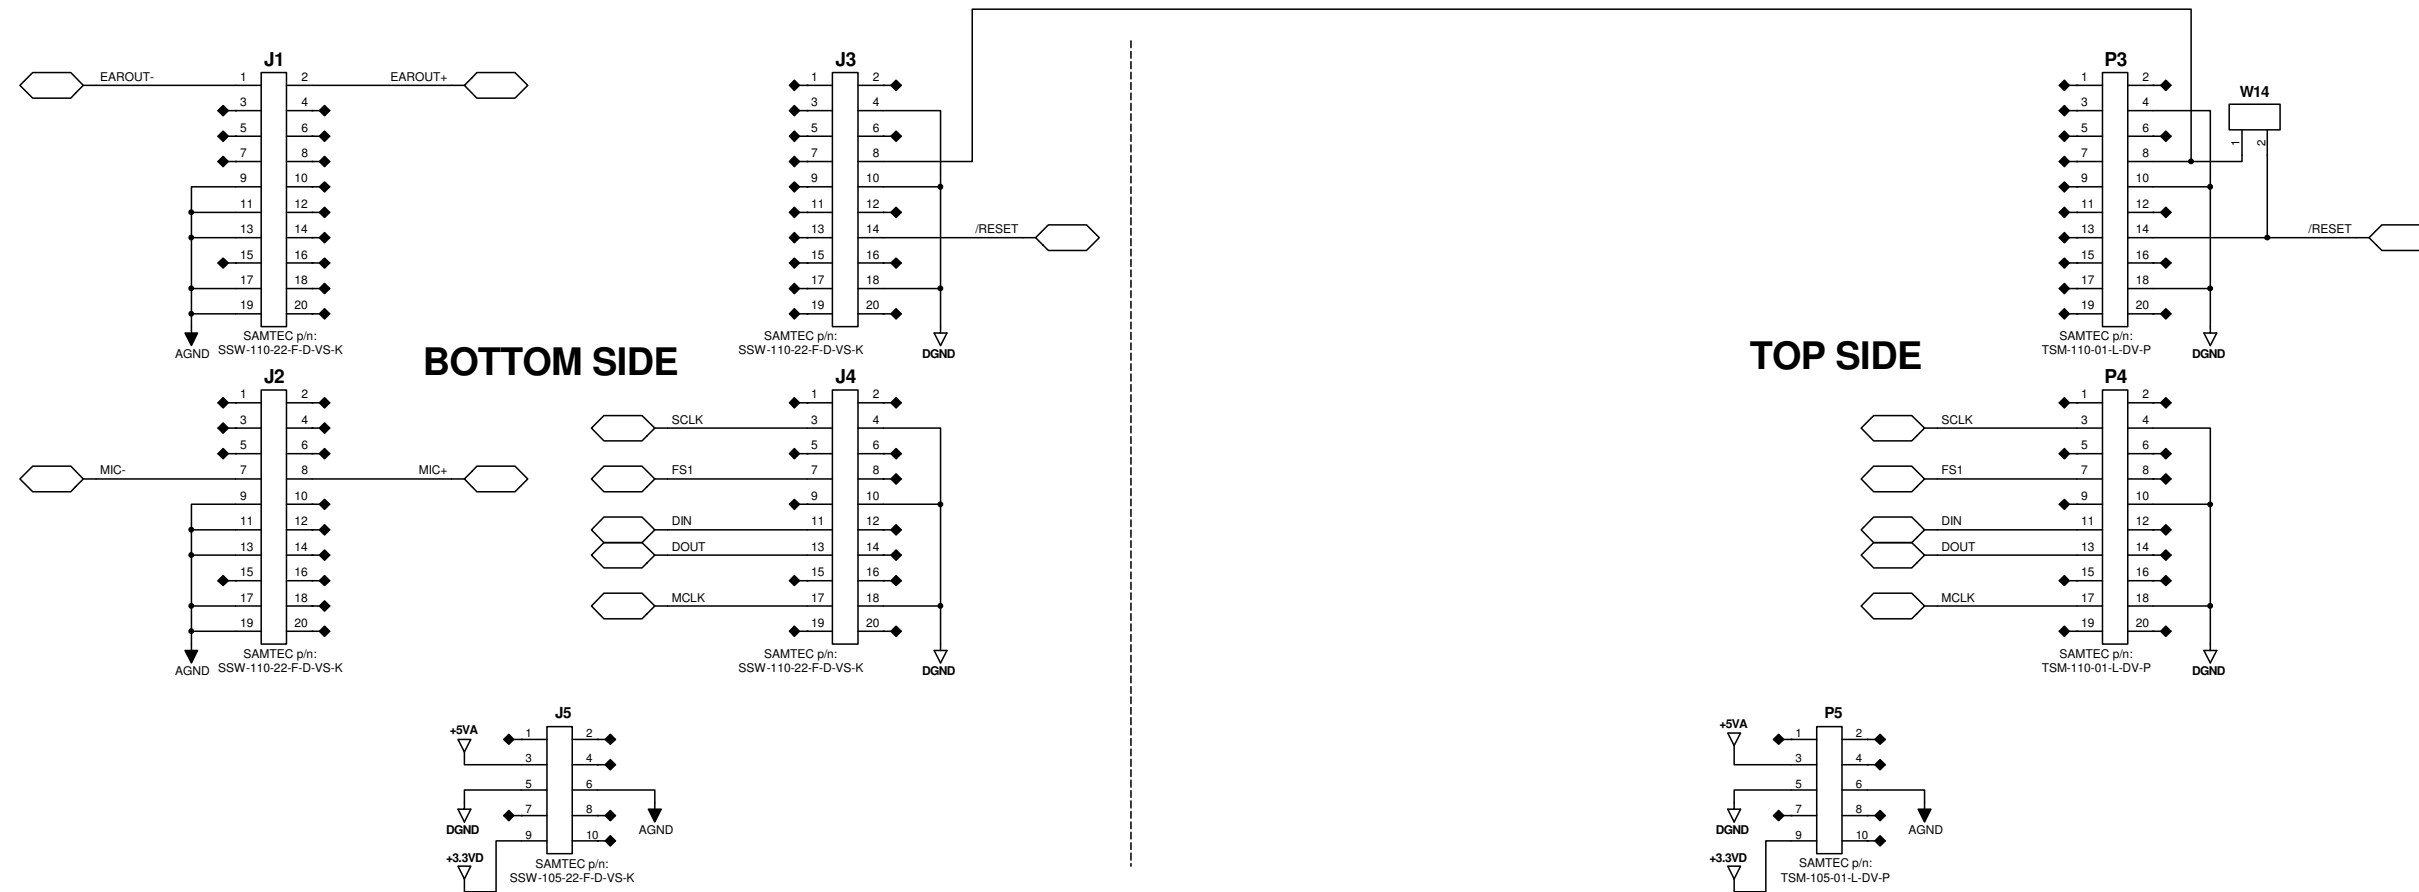 J1
EAROUT-
1 2
EAROUT+
3 4
5 6
7 8
9 10
11 12
13 14
15 16
17 18
19 20
AGND
SAMTEC p/n:
SSW-110-22-F-D-VS-K
J3
1 2
3 4
5 6
7 8
9 10
11 12
13 14
/RESET
15 16
17 18
19 20
SAMTEC p/n:
SSW-110-22-F-D-VS-K
DGND
BOTTOM SIDE
J2
1 2
3 4
5 6
MIC-
7 8
MIC+
9 10
11 12
13 14
15 16
17 18
19 20
AGND
SAMTEC p/n:
SSW-110-22-F-D-VS-K
J4
1 2
SCLK
3 4
5 6
FS1
7 8
9 10
DIN
11 12
DOUT
13 14
15 16
MCLK
17 18
19 20
SAMTEC p/n:
SSW-110-22-F-D-VS-K
DGND
J5
+5VA
1 2
3 4
5 6
DGND
7 8
AGND
9 10
+3.3VD
SAMTEC p/n:
SSW-105-22-F-D-VS-K
P3
1 2
3 4
5 6
7 8
9 10
11 12
13 14
/RESET
15 16
17 18
19 20
W14
1
2
SAMTEC p/n:
TSM-110-01-L-DV-P
DGND
TOP SIDE
P4
1 2
SCLK
3 4
5 6
FS1
7 8
9 10
DIN
11 12
DOUT
13 14
15 16
MCLK
17 18
19 20
SAMTEC p/n:
TSM-110-01-L-DV-P
DGND
P5
+5VA
1 2
3 4
5 6
DGND
7 8
AGND
9 10
+3.3VD
SAMTEC p/n:
TSM-105-01-L-DV-P